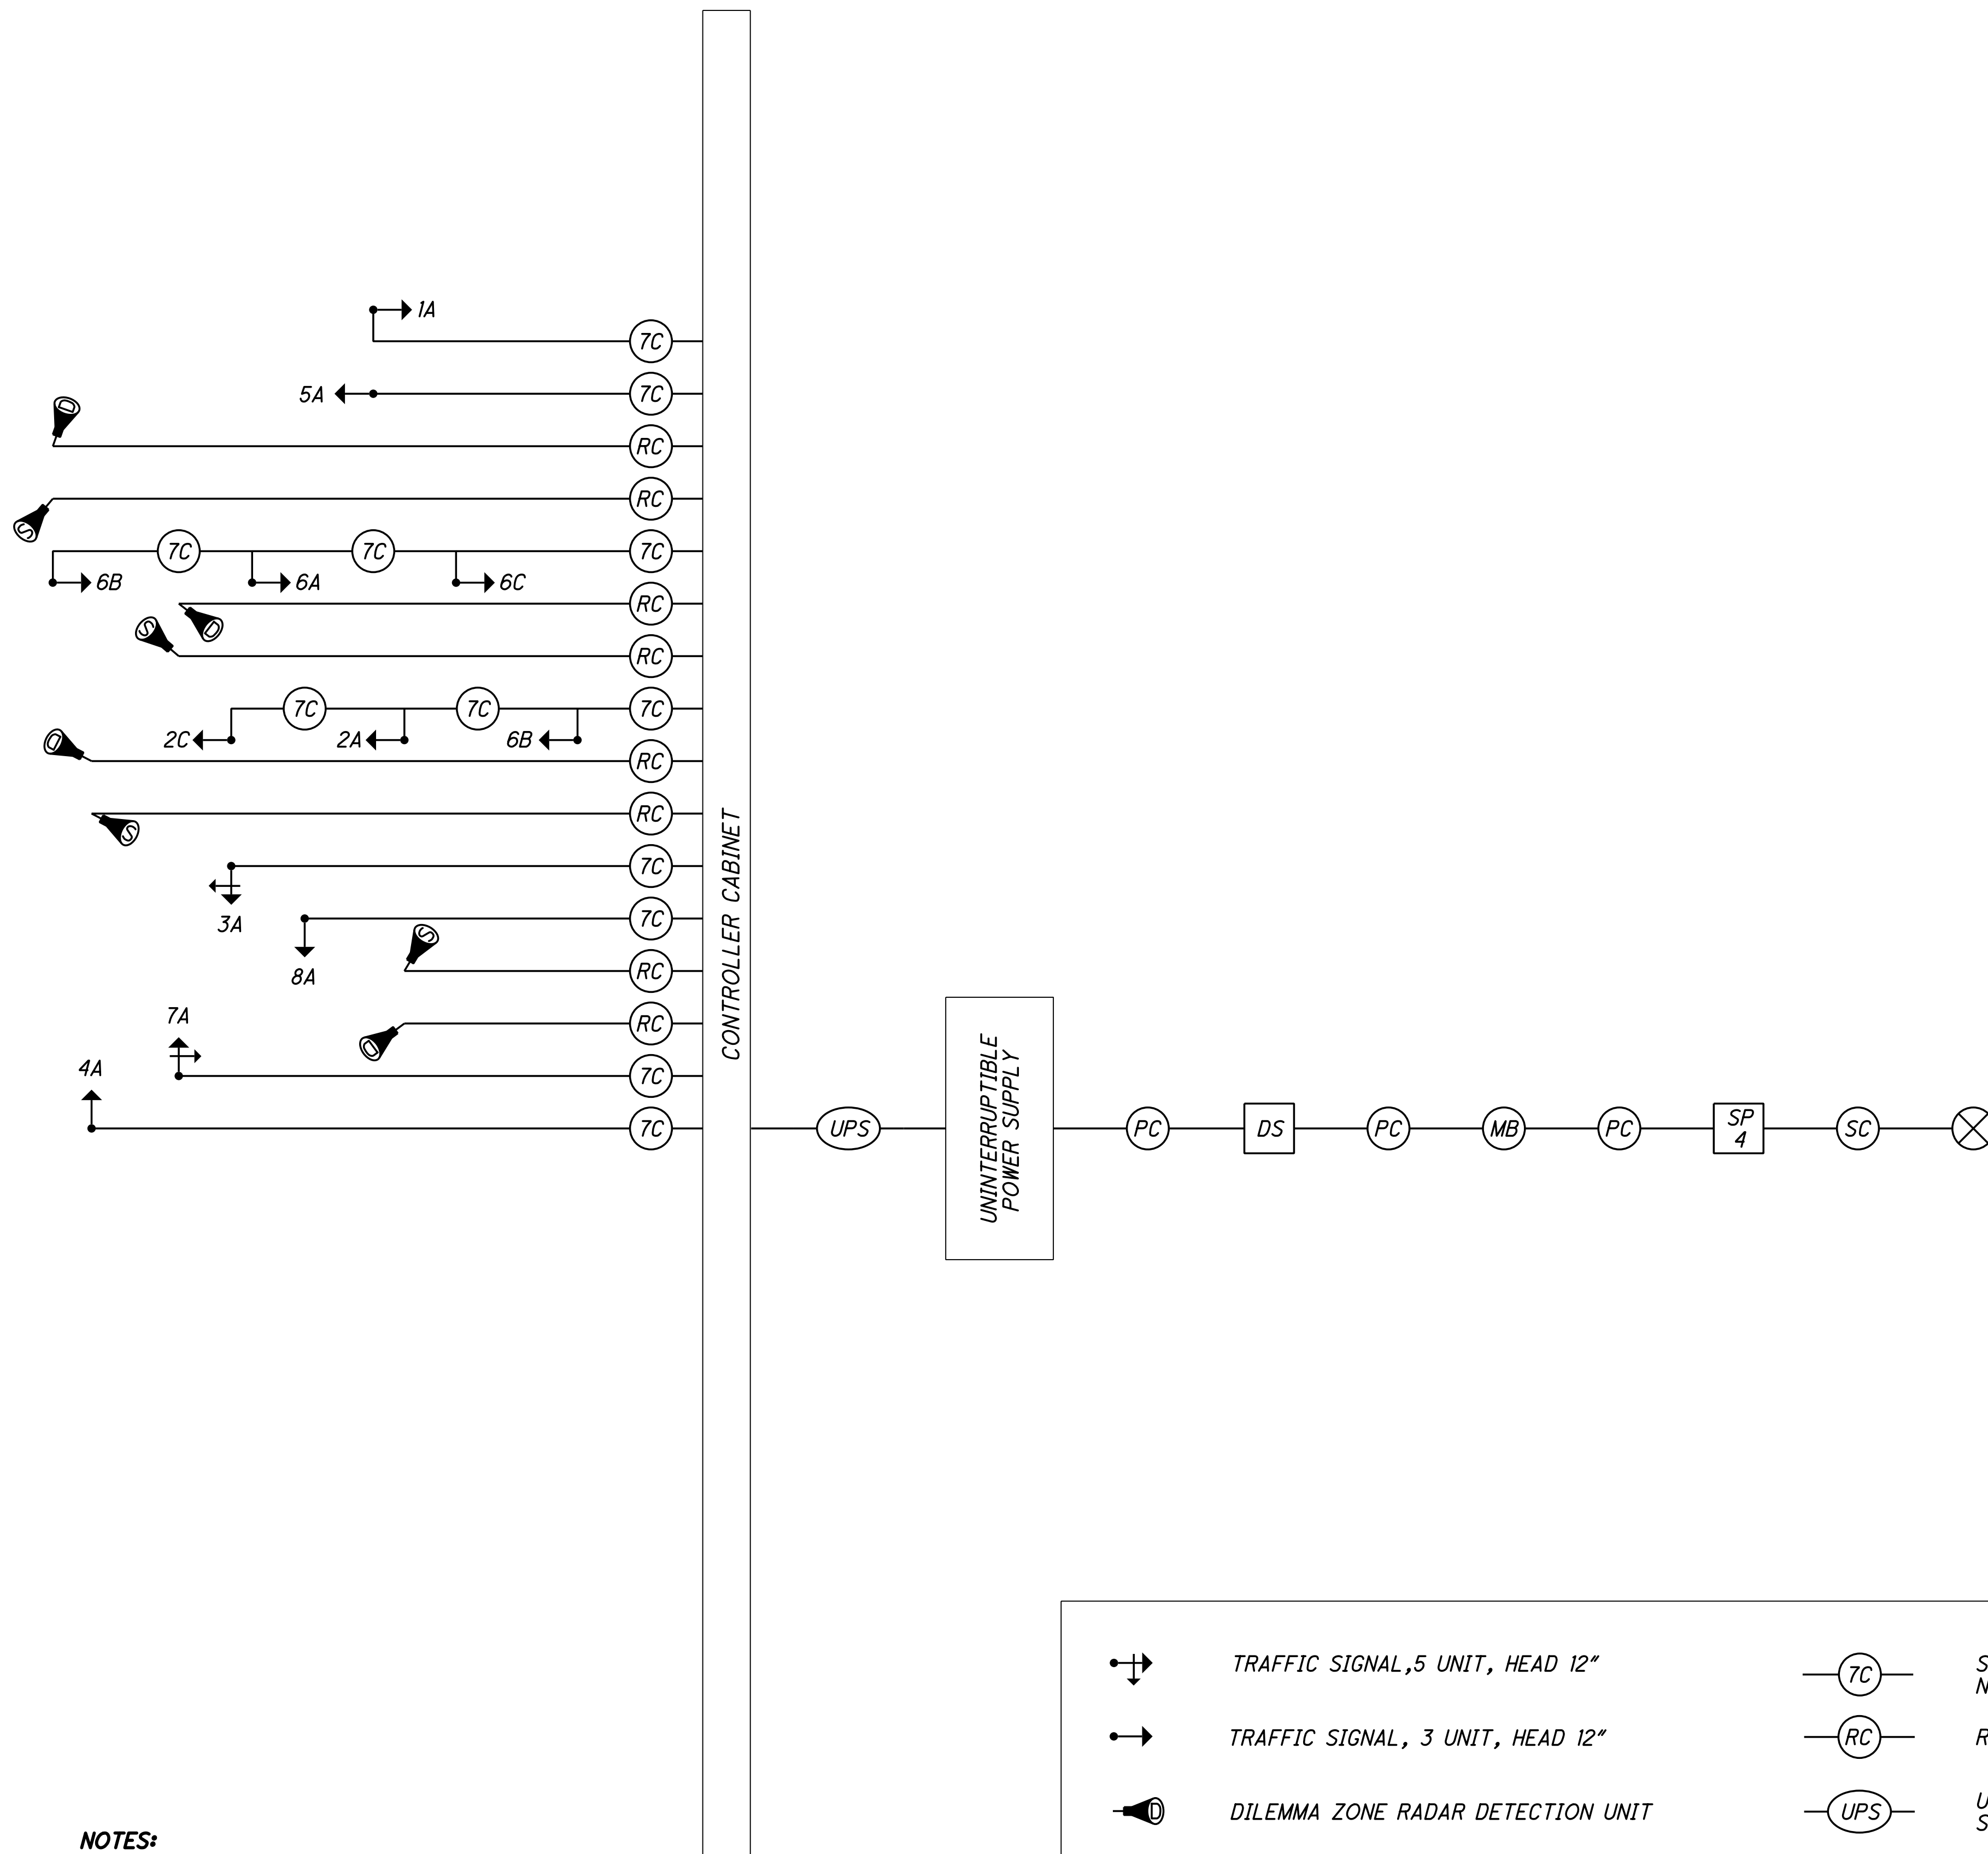 1A
7C
5A
7C
D
RC
S
RC
7C 7C 7C
6B 6A 6C
D
RC
S
RC
7C 7C 7C
2C 2A 6B
D
RC
S
RC
7C
3A
7C
8A
S
RC
D
RC
7A
7C
4A
7C
CONTROLLER CABINET
UPS
UNINTERRUPTIBLE
POWER SUPPLY
PC
DS
PC
MB
PC
SP
4
SC
TRAFFIC SIGNAL,5 UNIT, HEAD 12"
7C
S
N
TRAFFIC SIGNAL, 3 UNIT, HEAD 12"
RC
R
D
DILEMMA ZONE RADAR DETECTION UNIT
UPS
U
S
NOTES: